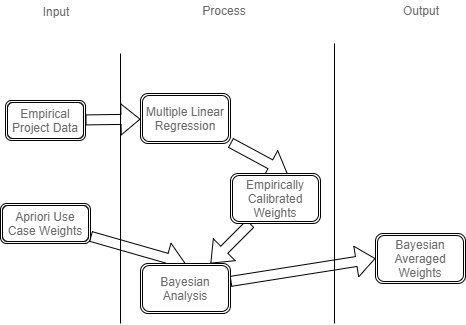 Input
Process
Output
Empirical
Project Data
Multiple Linear
Regression
Empirically
Calibrated
Weights
Apriori Use
Case Weights
Bayesian
Analysis
Bayesian
Averaged
Weights